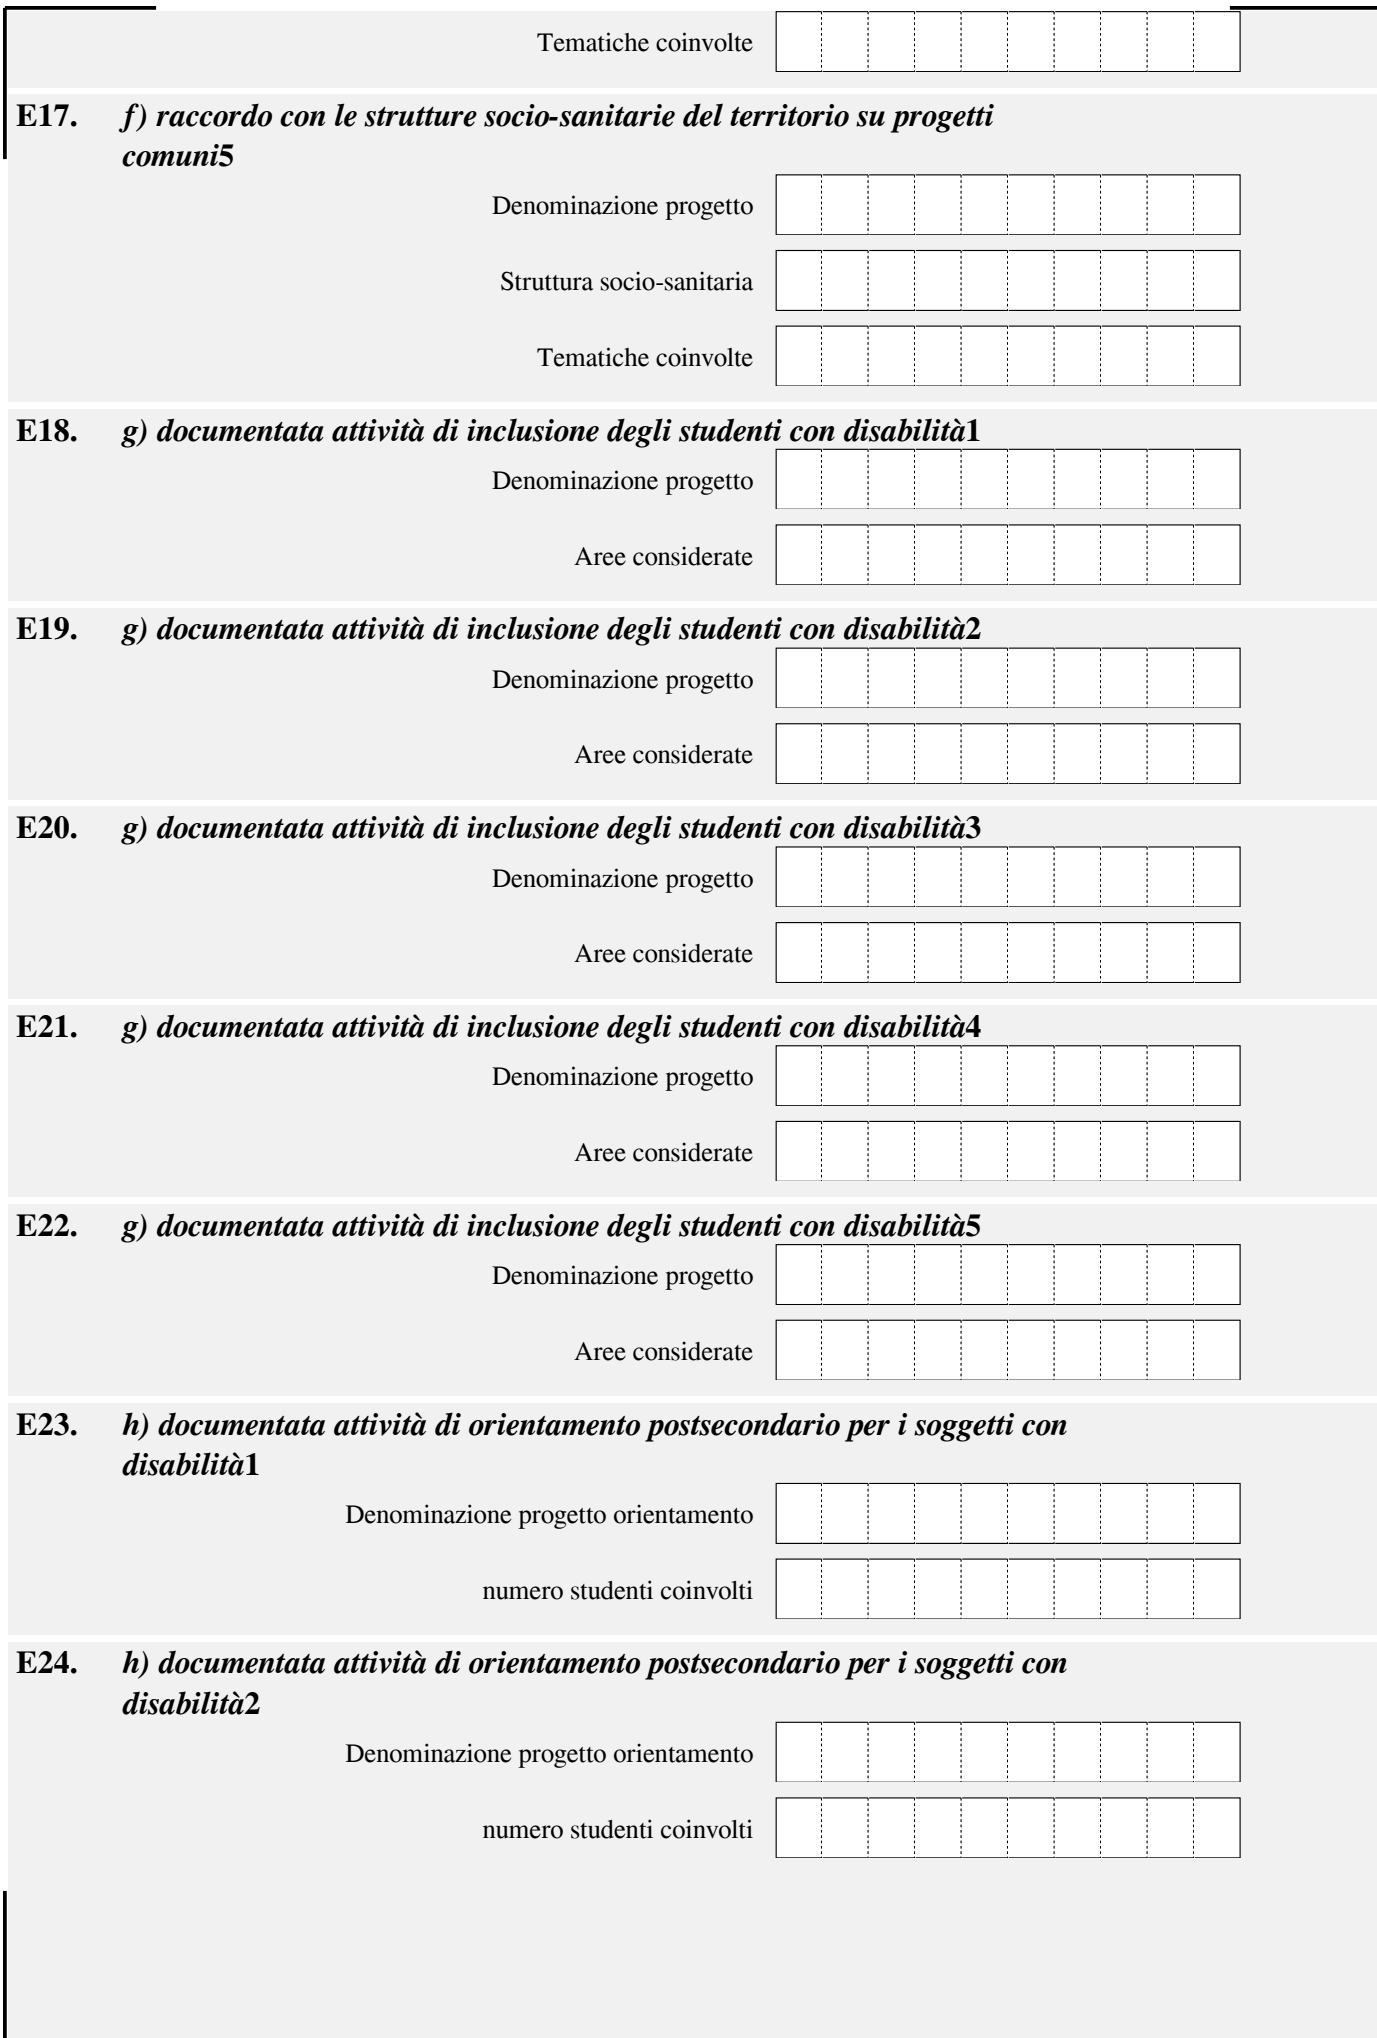 Tematiche coinvolte
E17. f) raccordo con le strutture socio-sanitarie del territorio su progetti
comuni5
Denominazione progetto
Struttura socio-sanitaria
Tematiche coinvolte
E18. g) documentata attività di inclusione degli studenti con disabilità1
Denominazione progetto
Aree considerate
E19. g) documentata attività di inclusione degli studenti con disabilità2
Denominazione progetto
Aree considerate
E20. g) documentata attività di inclusione degli studenti con disabilità3
Denominazione progetto
Aree considerate
E21. g) documentata attività di inclusione degli studenti con disabilità4
Denominazione progetto
Aree considerate
E22. g) documentata attività di inclusione degli studenti con disabilità5
Denominazione progetto
Aree considerate
E23. h) documentata attività di orientamento postsecondario per i soggetti con
disabilità1
Denominazione progetto orientamento
numero studenti coinvolti
E24. h) documentata attività di orientamento postsecondario per i soggetti con
disabilità2
Denominazione progetto orientamento
numero studenti coinvolti